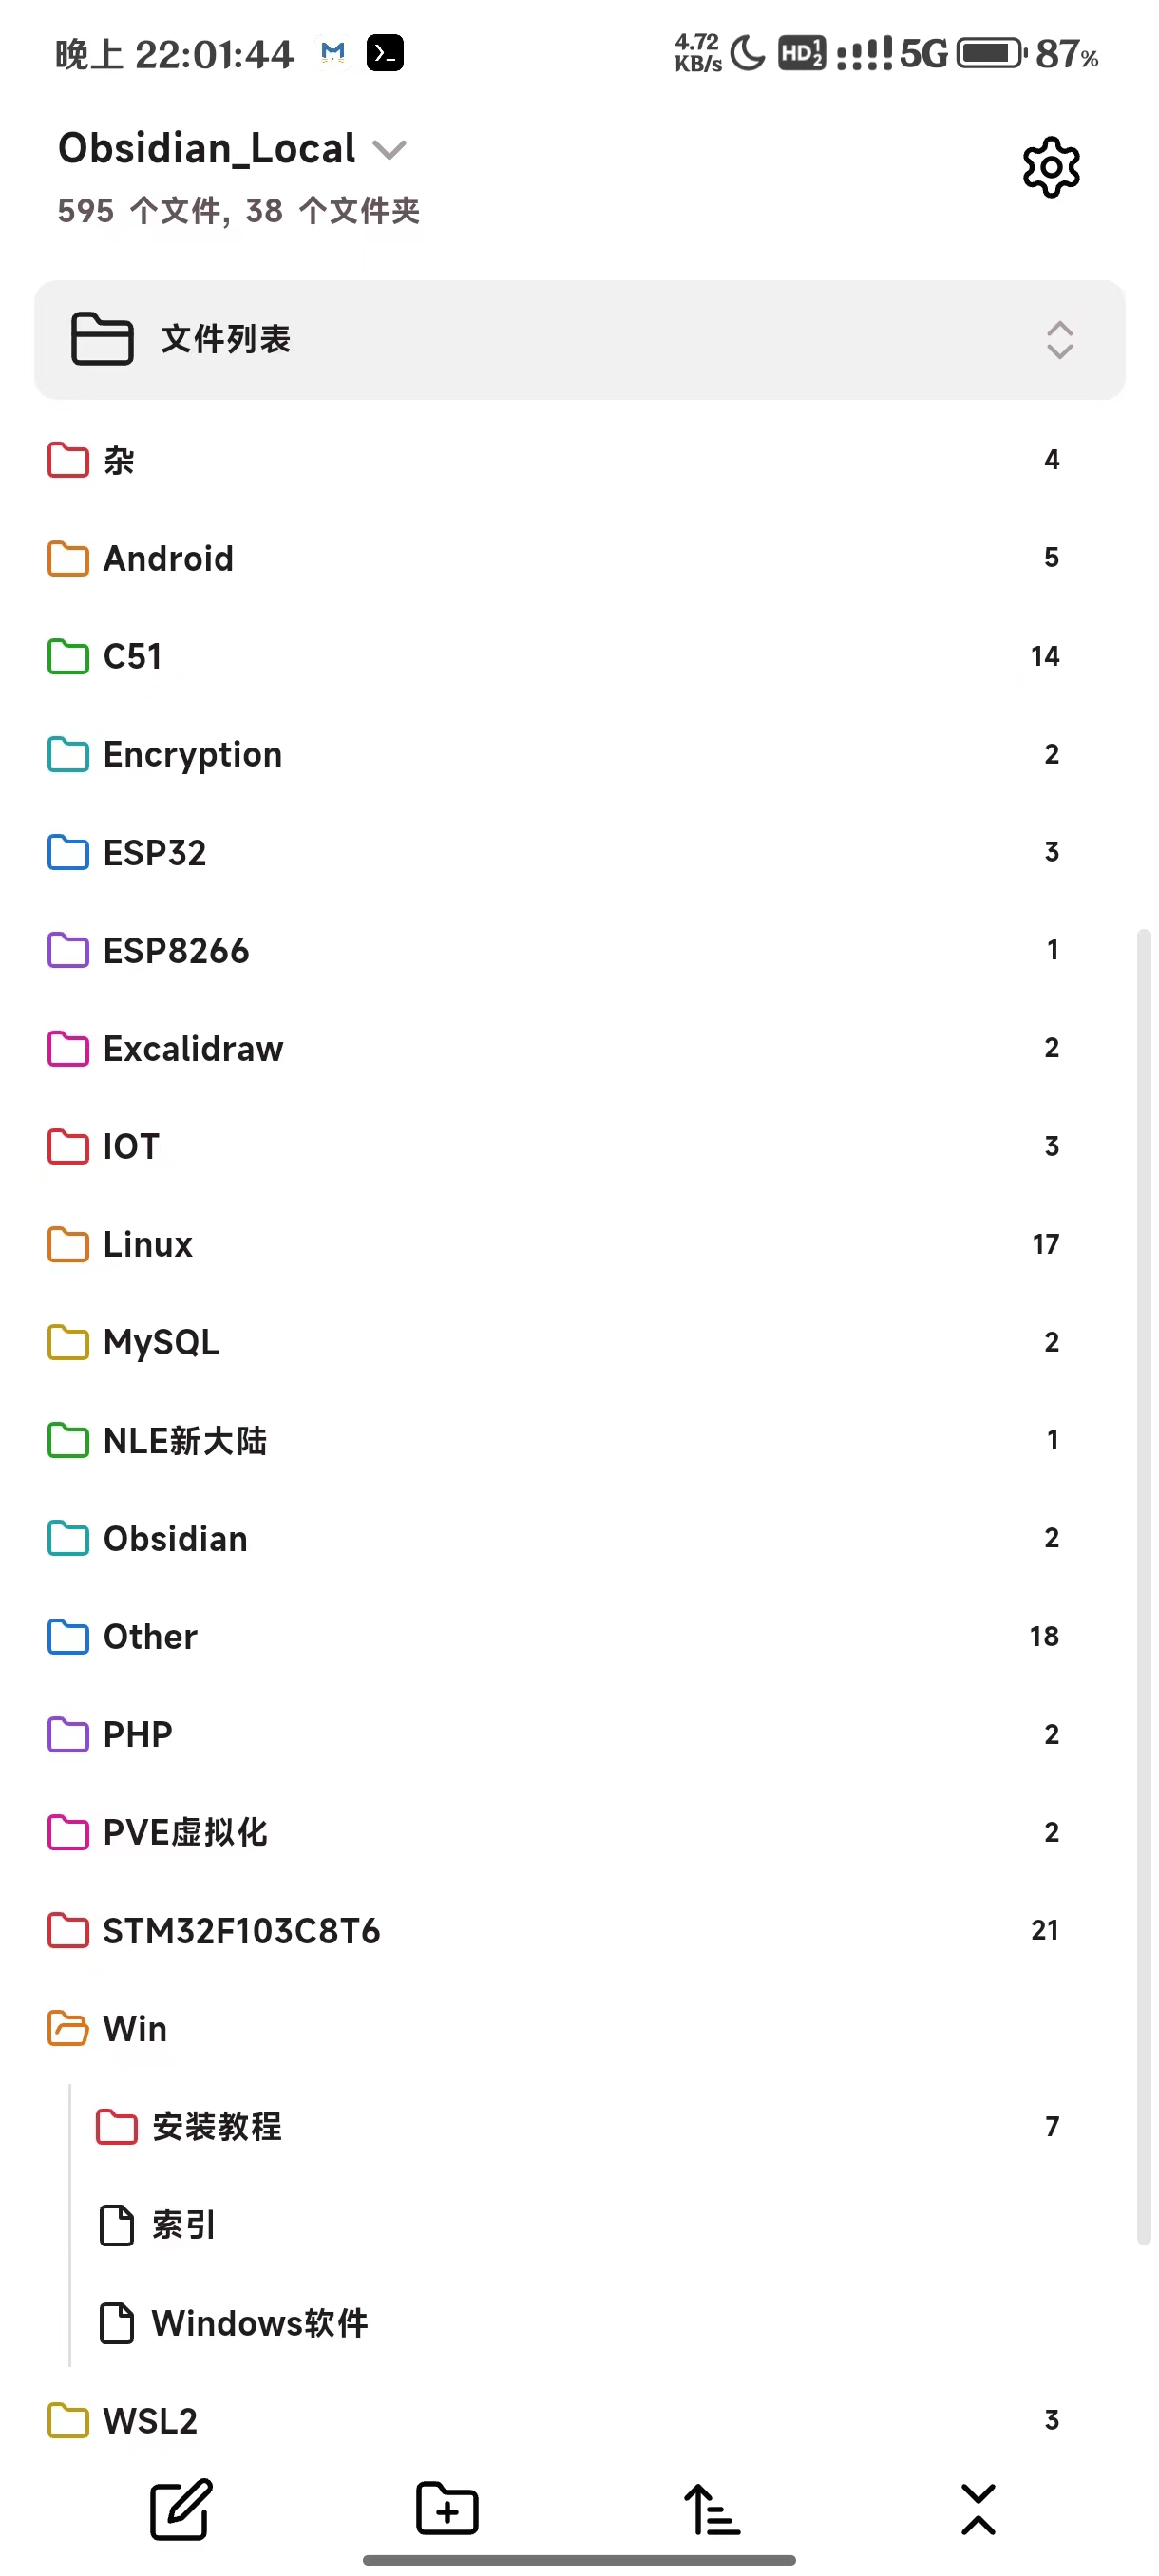 晚上 22:01:44
4.72 KB/s HD 1 2 5G 87%
Obsidian_Local
595 个文件, 38 个文件夹
文件列表
杂 4
Android 5
C51 14
Encryption 2
ESP32 3
ESP8266 1
Excalidraw 2
IOT 3
Linux 17
MySQL 2
NLE新大陆 1
Obsidian 2
Other 18
PHP 2
PVE虚拟化 2
STM32F103C8T6 21
Win
安装教程 7
索引
Windows软件
WSL2 3